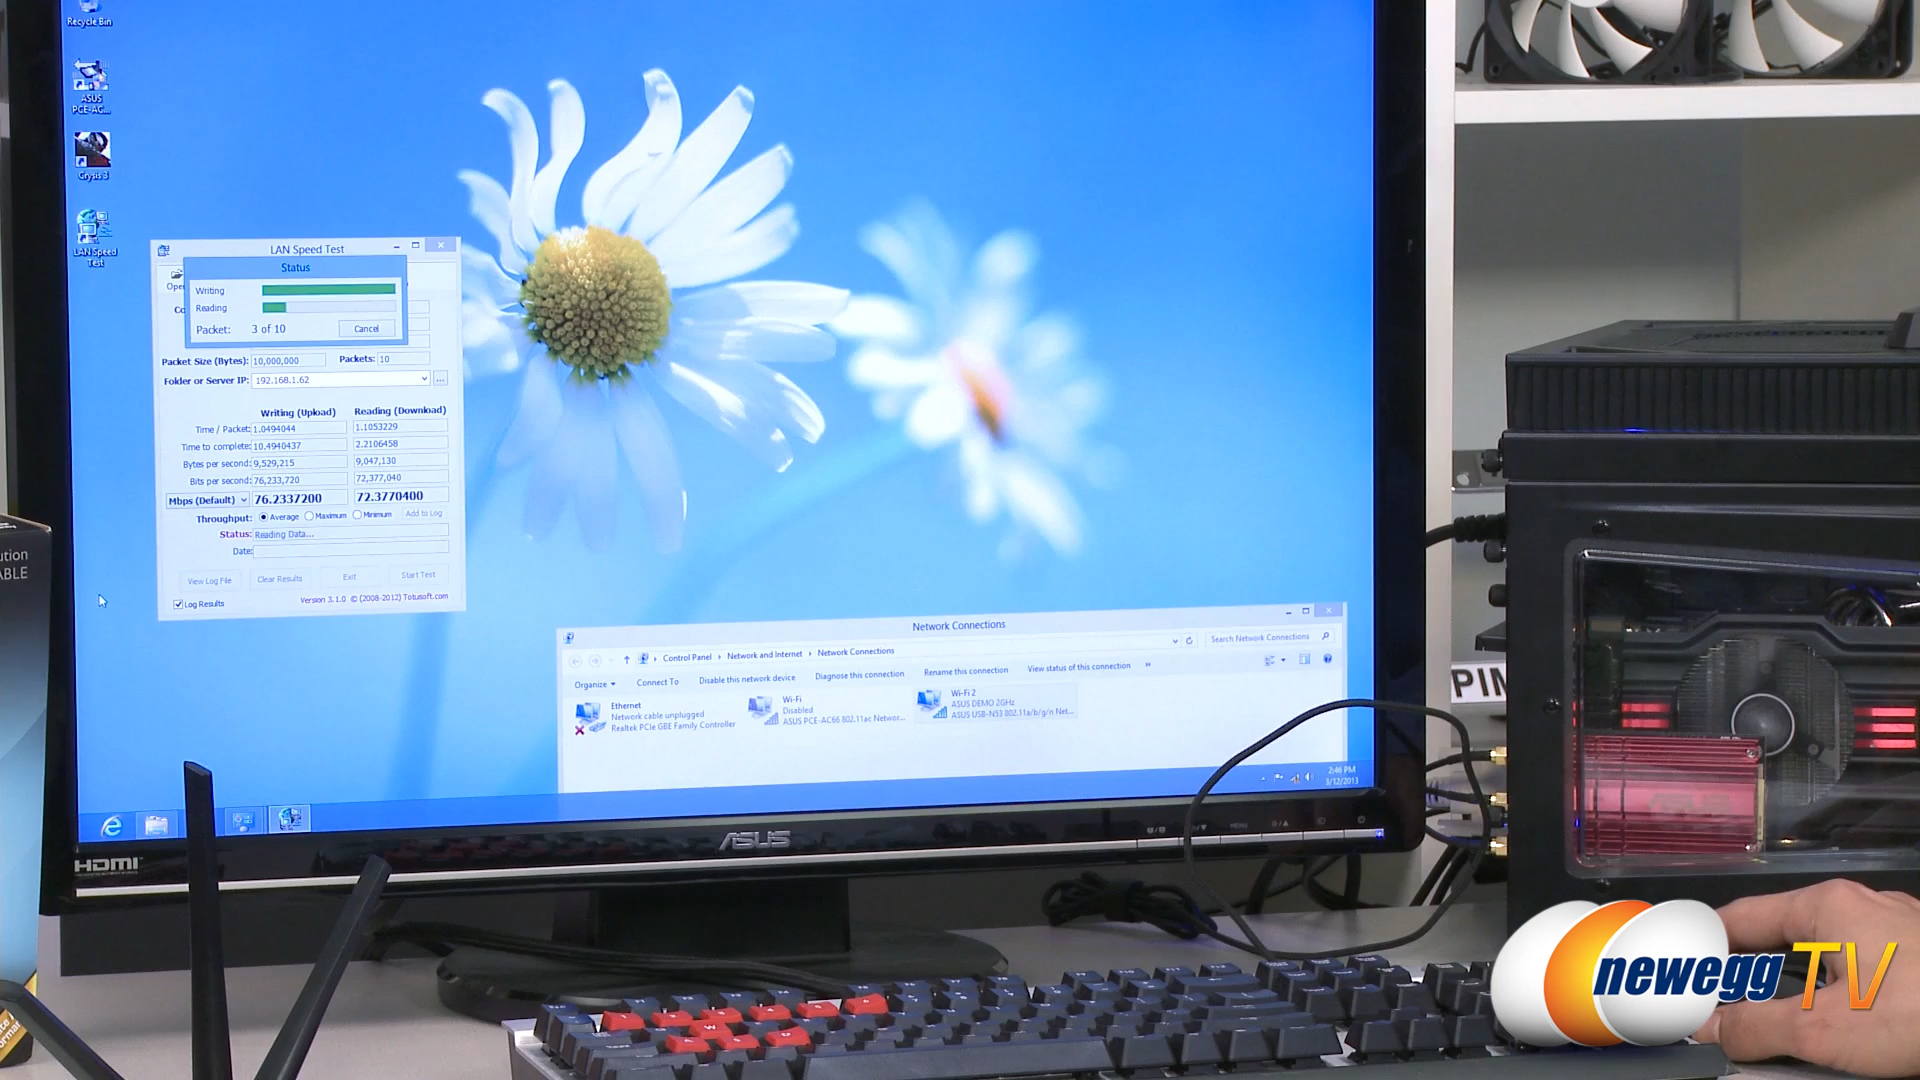 Recycle Bin
ASUS
PCE-AC...
Crysis 3
LAN Speed
Test
LAN Speed Test
Status
Writing
Reading
Packet: 3 of 10
Cancel
Packet Size (Bytes): 10,000,000 Packets: 10
Folder or Server IP: 192.168.1.62
Writing (Upload) Reading (Download)
Time / Packet: 1.0494044 1.1053229
Time to complete: 10.4940437 2.2106458
Bytes per second: 9,529,215 9,047,130
Bits per second: 76,233,720 72,377,040
Mbps (Default) 76.2337200 72.3770400
Throughput: Average Maximum Minimum Add to Log
Status: Reading Data...
Date:
View Log File Clear Results Exit Start Test
Log Results Version 3.1.0 © (2008-2012) Totusoft.com
Network Connections
Control Panel Network and Internet Network Connections Search Network Connections
Organize Connect To Disable this network device Diagnose this connection Rename this connection View status of this connection »
Ethernet
Network cable unplugged
Realtek PCIe GBE Family Controller
Wi-Fi
Disabled
ASUS PCE-AC66 802.11ac Networ...
Wi-Fi 2
ASUS DEMO 2GHz
ASUS USB-N53 802.11a/b/g/n Net...
2:46 PM
3/12/2013
HDMI
ASUS
MENU
newegg TV